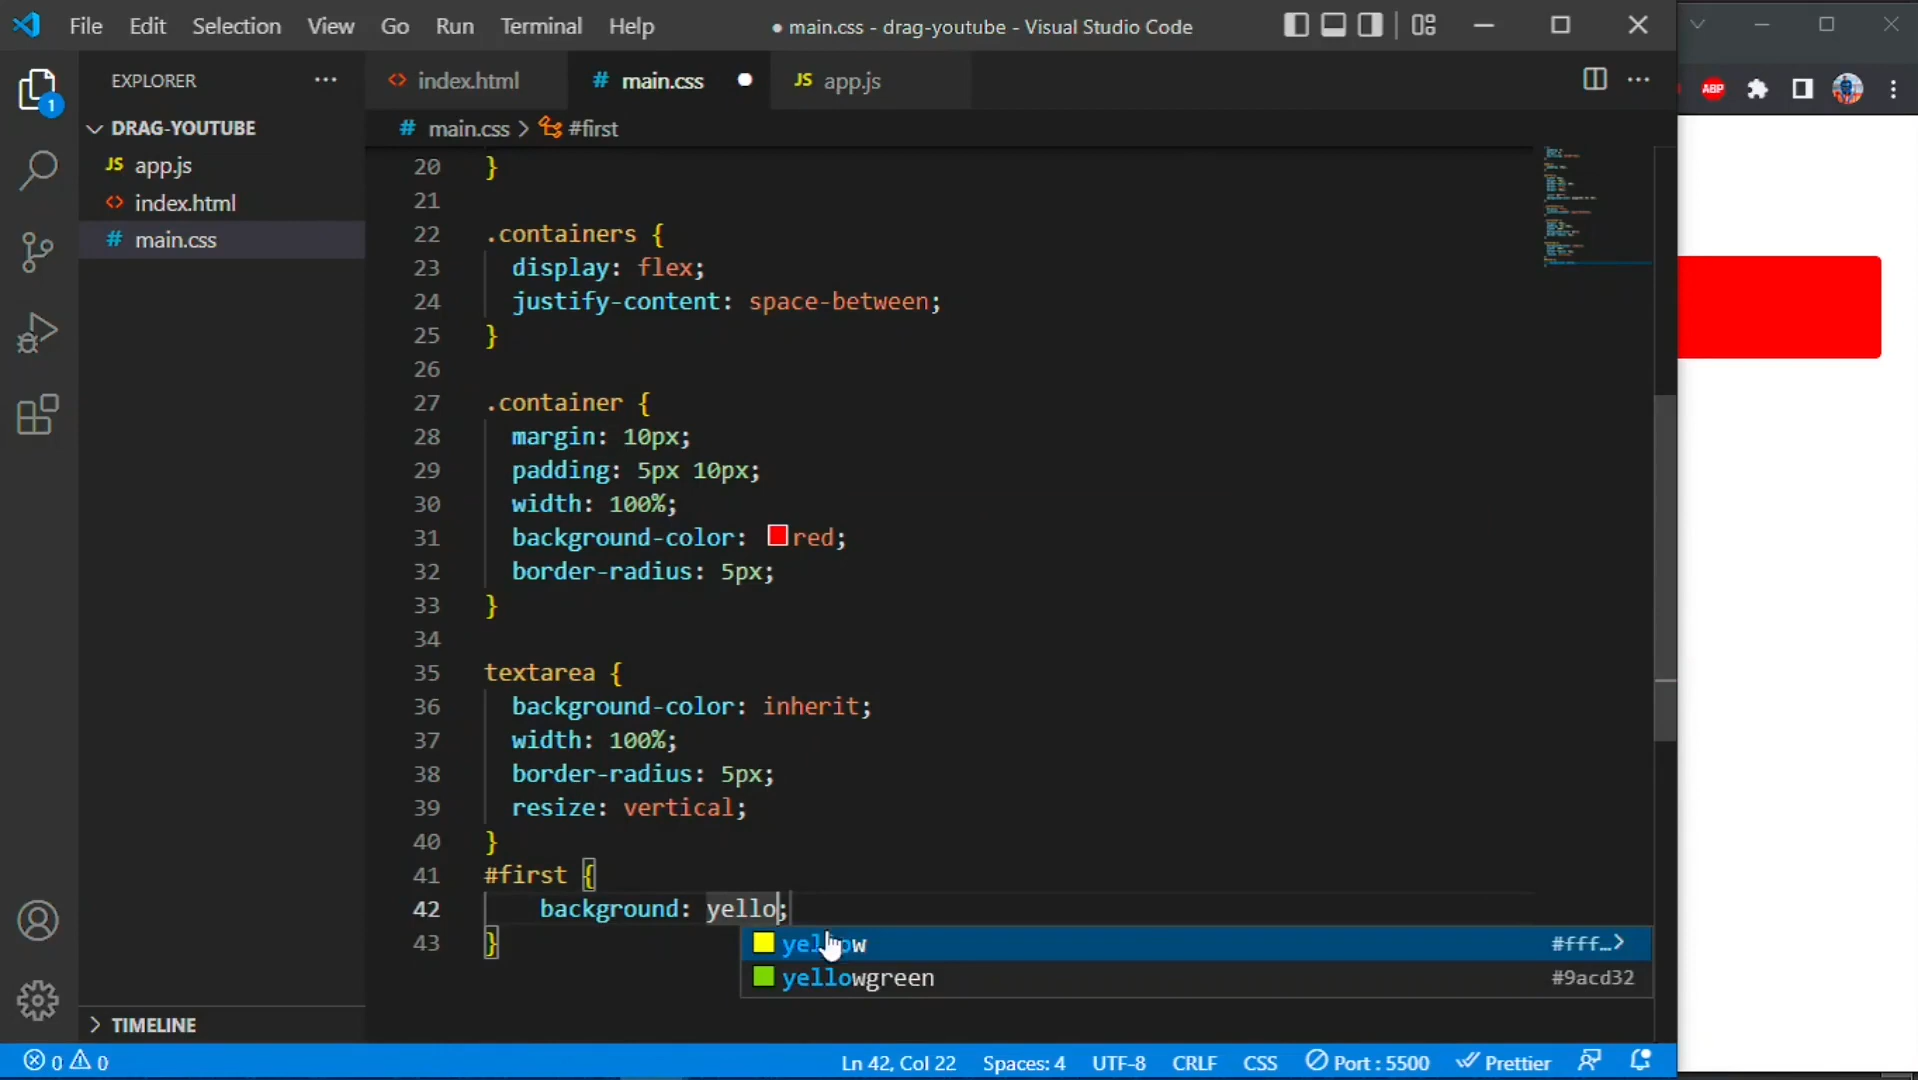 File Edit Selection View Go Run Terminal Help
● main.css - drag-youtube - Visual Studio Code
ABP
EXPLORER
1
DRAG-YOUTUBE
JS app.js
<> index.html
# main.css
TIMELINE
<> index.html
# main.css
JS app.js
# main.css > #first
20 }
21
22 .containers {
23 display: flex;
24 justify-content: space-between;
25 }
26
27 .container {
28 margin: 10px;
29 padding: 5px 10px;
30 width: 100%;
31 background-color: red;
32 border-radius: 5px;
33 }
34
35 textarea {
36 background-color: inherit;
37 width: 100%;
38 border-radius: 5px;
39 resize: vertical;
40 }
41 #first {
42 background: yello;
43 }
yellow #fff…>
yellowgreen #9acd32
0 0 Ln 42, Col 22 Spaces: 4 UTF-8 CRLF CSS Port : 5500 Prettier